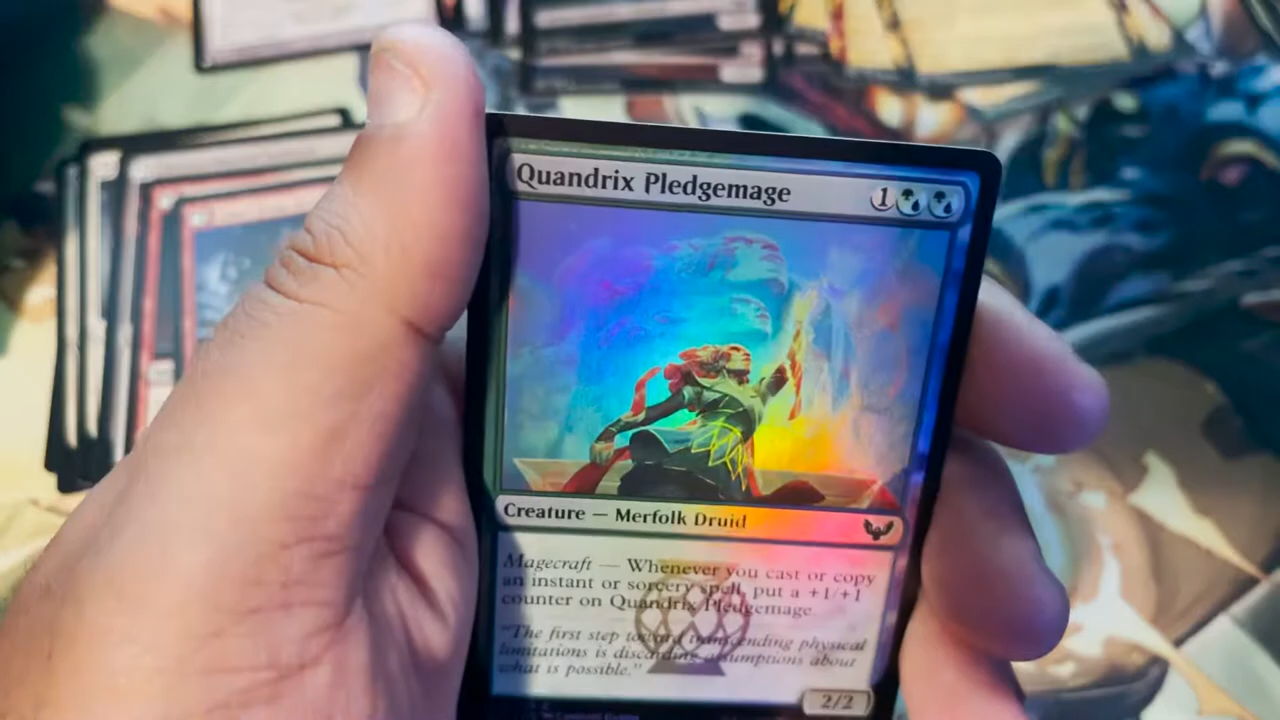 Quandrix Pledgemage 1
Creature — Merfolk Druid
Magecraft — Whenever you cast or copy
an instant or sorcery spell, put a +1/+1
counter on Quandrix Pledgemage
"The first step toward transcending physical
limitations is discarding assumptions about
what is possible."
2/2